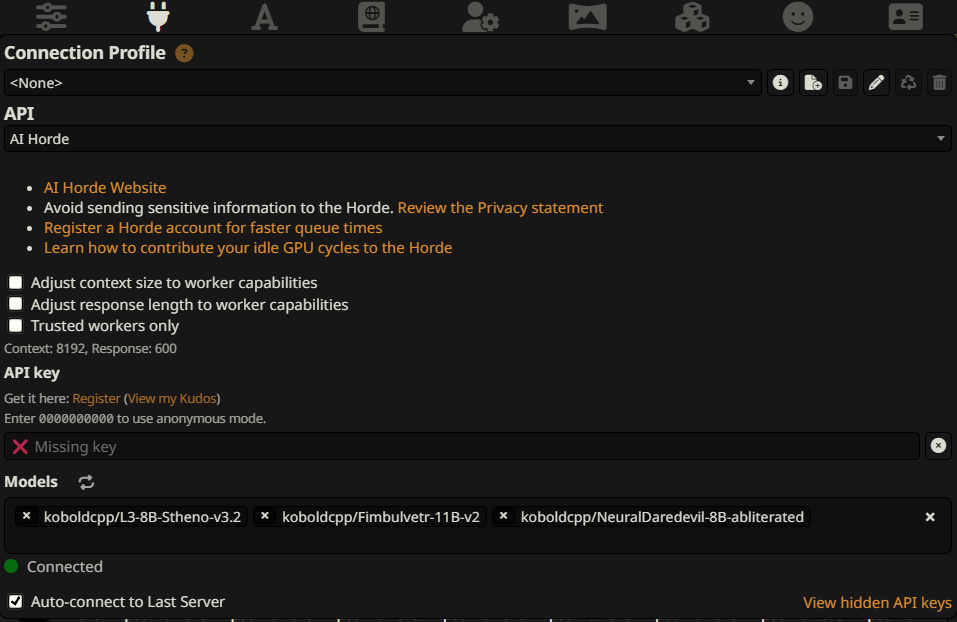 Connection Profile ?
<None>
API
AI Horde
AI Horde Website
Avoid sending sensitive information to the Horde. Review the Privacy statement
Register a Horde account for faster queue times
Learn how to contribute your idle GPU cycles to the Horde
Adjust context size to worker capabilities
Adjust response length to worker capabilities
Trusted workers only
Context: 8192, Response: 600
API key
Get it here: Register (View my Kudos)
Enter 0000000000 to use anonymous mode.
❌ Missing key
Models
× koboldcpp/L3-8B-Stheno-v3.2 × koboldcpp/Fimbulvetr-11B-v2 × koboldcpp/NeuralDaredevil-8B-abliterated ×
Connected
Auto-connect to Last Server
View hidden API keys